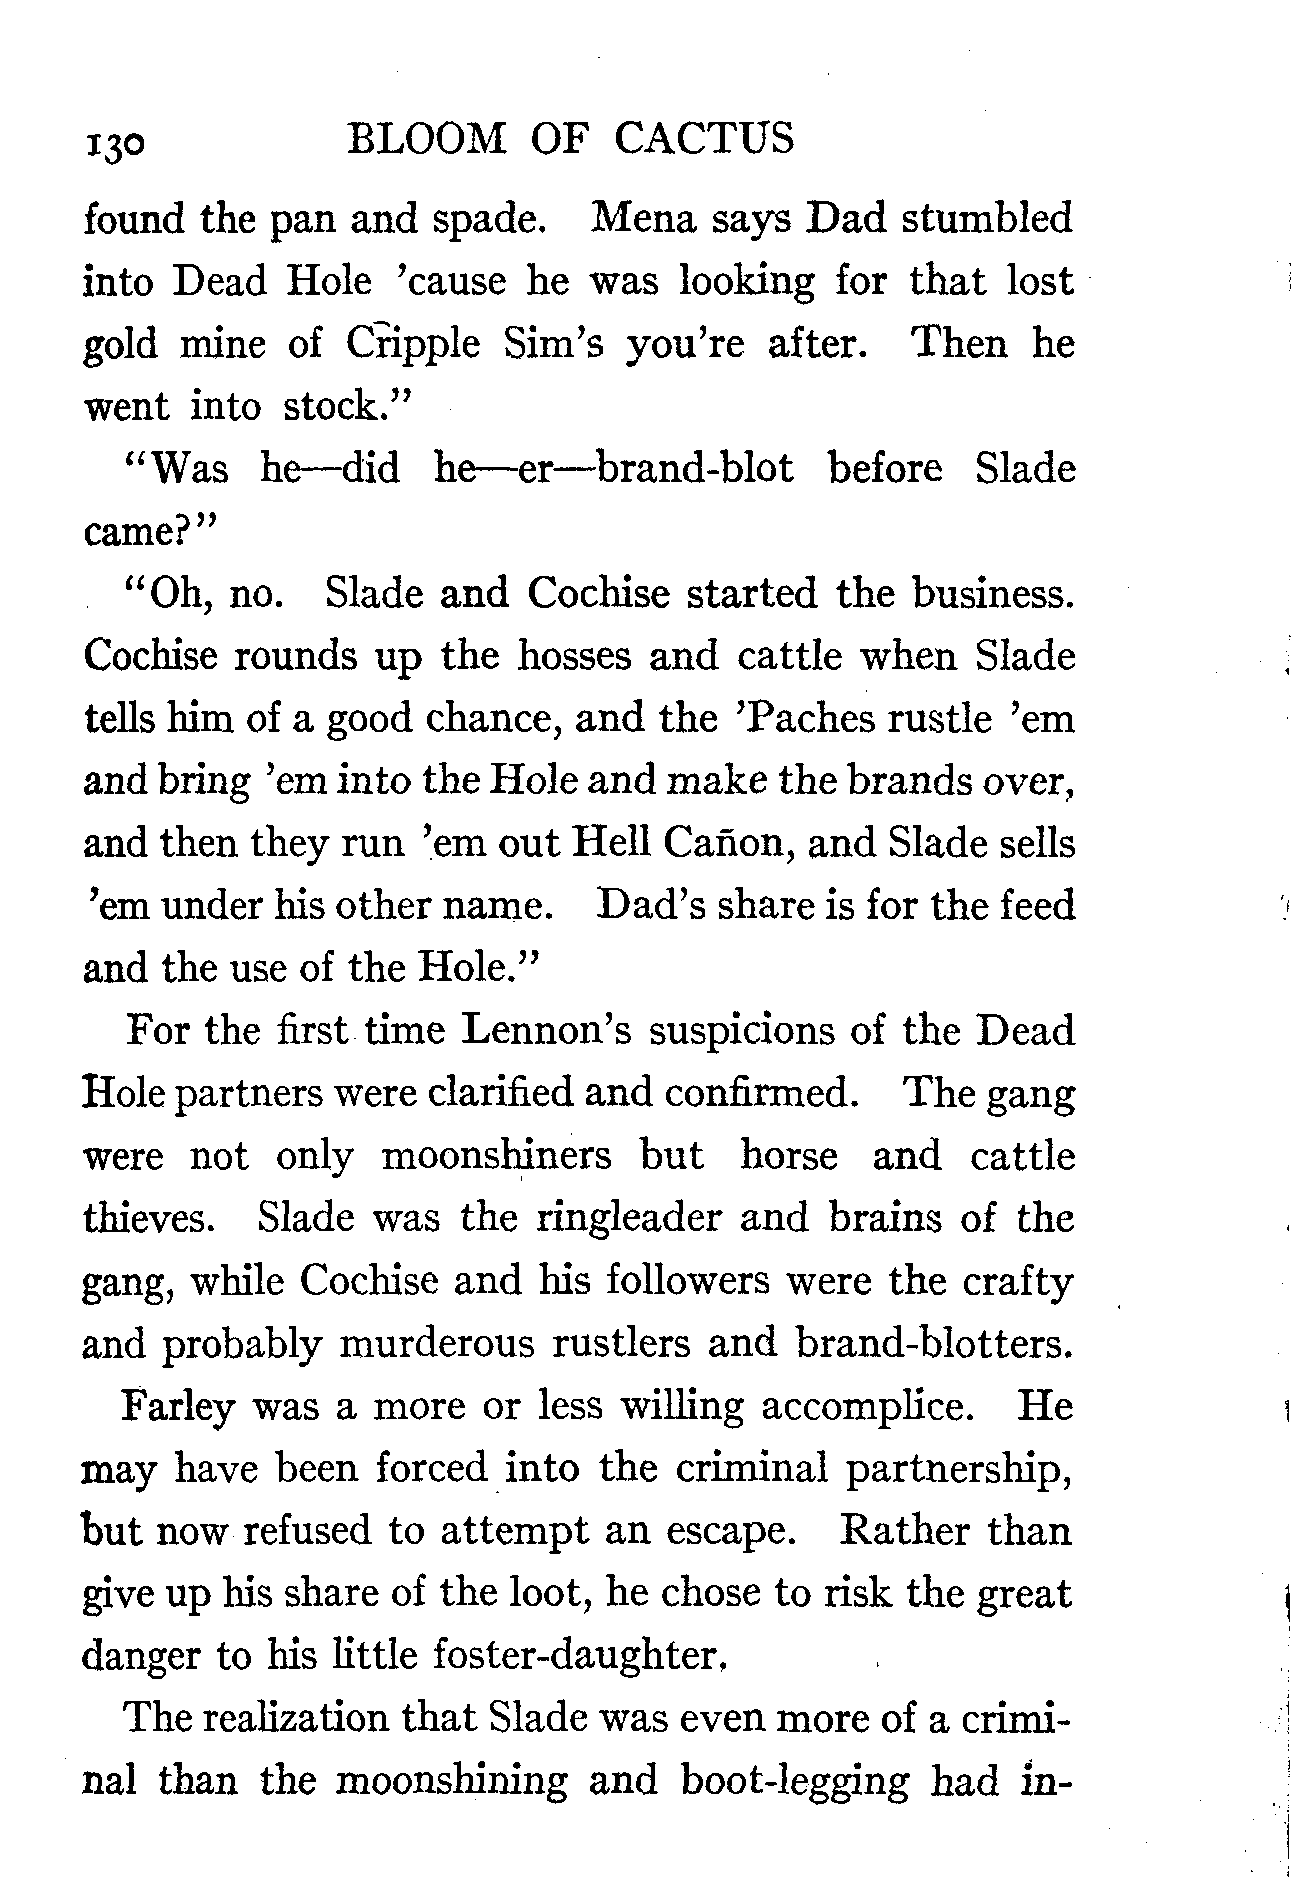 130 BLOOM OF CACTUS
found the pan and spade. Mena says Dad stumbled
into Dead Hole ’cause he was looking for that lost
gold mine of Cripple Sim’s you’re after. Then he
went into stock.”
“Was he—did he—er—brand-blot before Slade
came?”
“Oh, no. Slade and Cochise started the business.
Cochise rounds up the hosses and cattle when Slade
tells him of a good chance, and the ’Paches rustle ’em
and bring ’em into the Hole and make the brands over,
and then they run ’em out Hell Cañon, and Slade sells
’em under his other name. Dad’s share is for the feed
and the use of the Hole.”
For the first time Lennon’s suspicions of the Dead
Hole partners were clarified and confirmed. The gang
were not only moonshiners but horse and cattle
thieves. Slade was the ringleader and brains of the
gang, while Cochise and his followers were the crafty
and probably murderous rustlers and brand-blotters.
Farley was a more or less willing accomplice. He
may have been forced into the criminal partnership,
but now refused to attempt an escape. Rather than
give up his share of the loot, he chose to risk the great
danger to his little foster-daughter.
The realization that Slade was even more of a crimi-
nal than the moonshining and boot-legging had in-